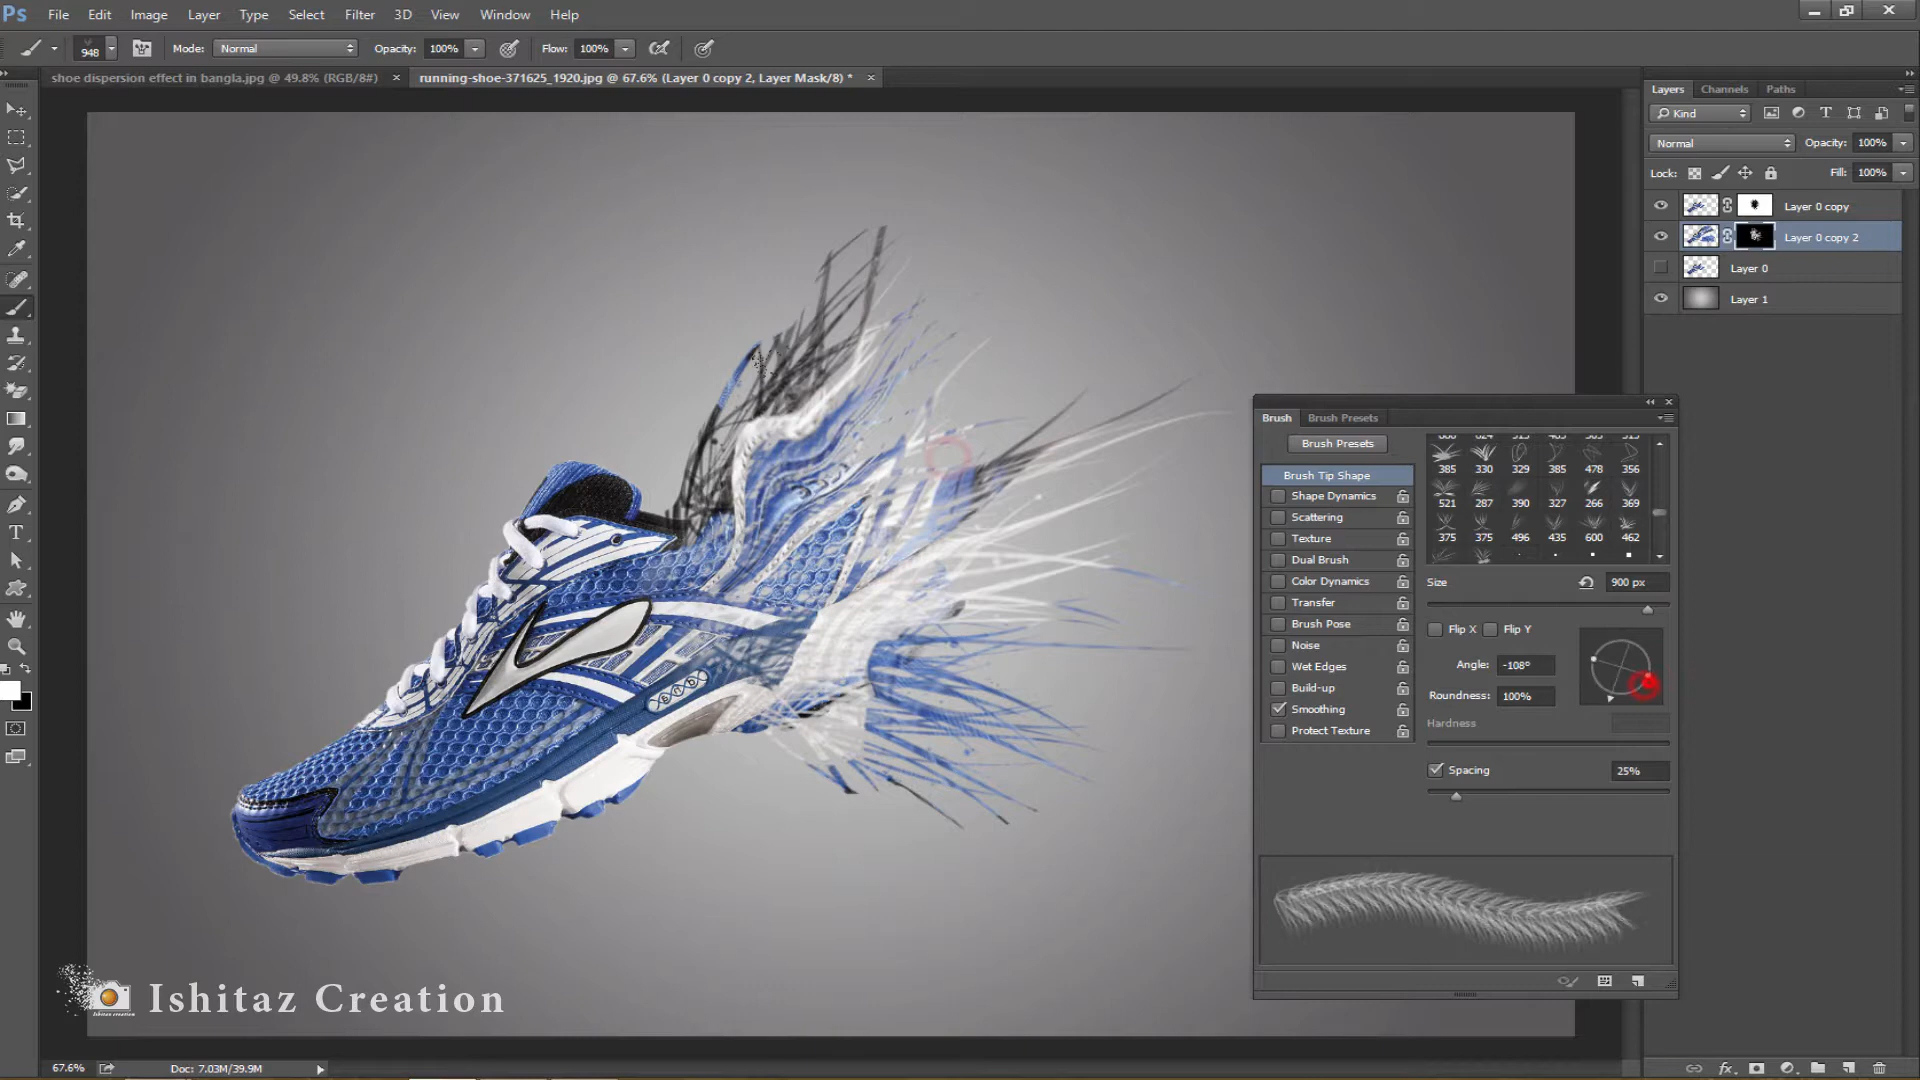 Ps File Edit Image Layer Type Select Filter 3D View Window Help
948 Mode: Normal Opacity: 100% Flow: 100%
shoe dispersion effect in bangla.jpg @ 49.8% (RGB/8#) × running-shoe-371625_1920.jpg @ 67.6% (Layer 0 copy 2, Layer Mask/8) * ×
Layers Channels Paths
Kind
Normal Opacity: 100%
Lock: Fill: 100%
Layer 0 copy
Layer 0 copy 2
Layer 0
Layer 1
Brush Brush Presets
Brush Presets
Brush Tip Shape
Shape Dynamics
Scattering
Texture
Dual Brush
Color Dynamics
Transfer
Brush Pose
Noise
Wet Edges
Build-up
Smoothing
Protect Texture
385 330 329 385 478 356
521 287 390 327 266 369
375 375 496 435 600 462
Size 900 px
Flip X Flip Y
Angle: -108°
Roundness: 100%
Hardness
Spacing 25%
Ishitaz Creation
67.6% Doc: 7.03M/39.9M